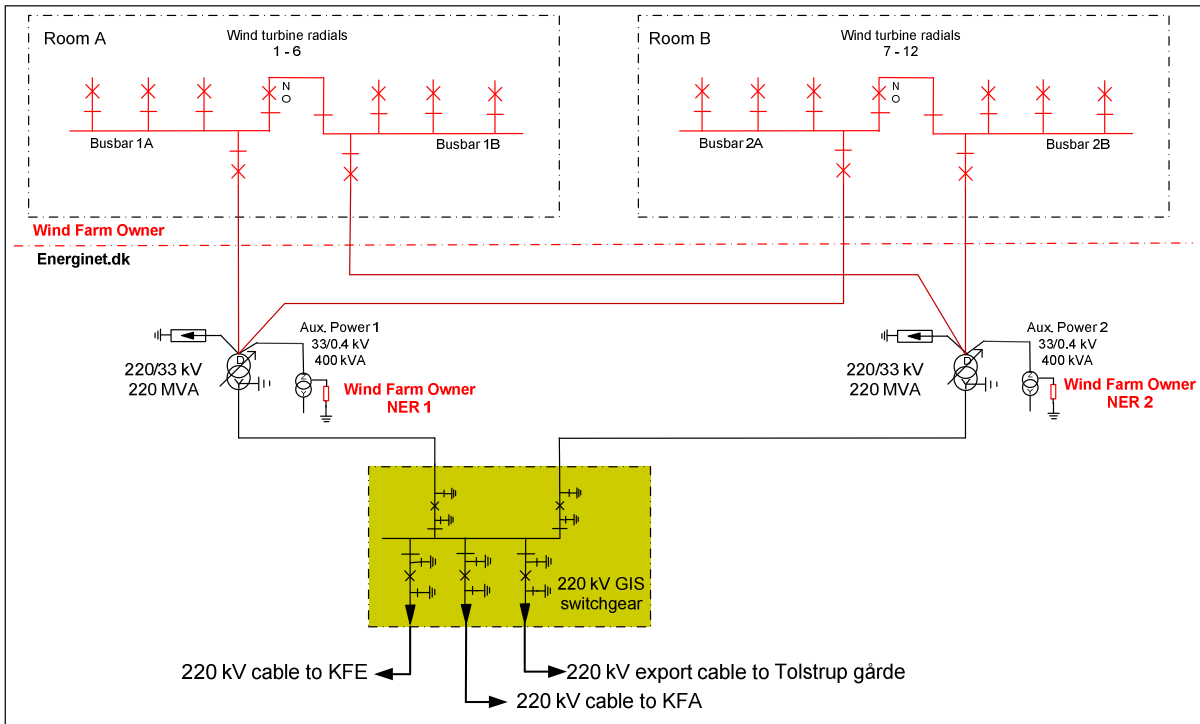 Room A
Wind turbine radials
1 - 6
N
O
Busbar 1A
Busbar 1B
Room B
Wind turbine radials
7 - 12
N
O
Busbar 2A
Busbar 2B
Wind Farm Owner
Energinet.dk
Aux. Power 1
33/0.4 kV
400 kVA
D
Y
220/33 kV
220 MVA
Z
Y
Wind Farm Owner
NER 1
Aux. Power 2
33/0.4 kV
400 kVA
D
Y
220/33 kV
220 MVA
Z
Y
Wind Farm Owner
NER 2
220 kV GIS
switchgear
220 kV cable to KFE
220 kV export cable to Tolstrup gårde
220 kV cable to KFA